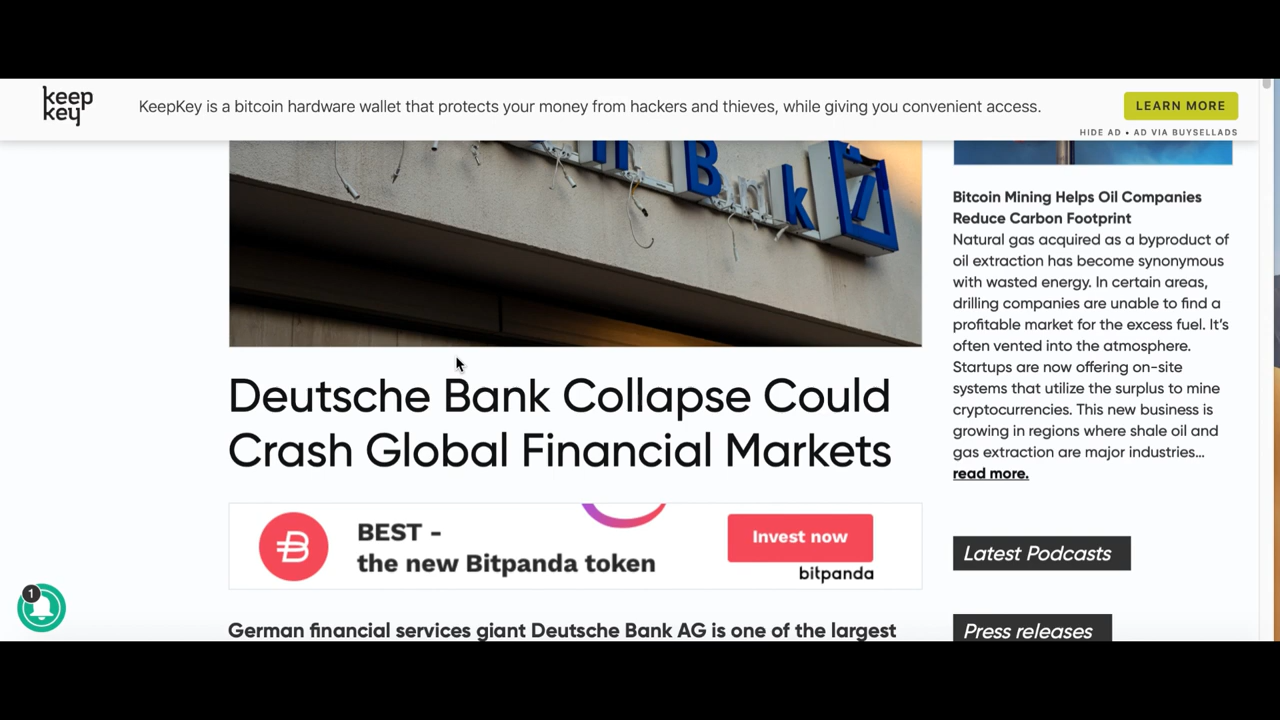 keep
key
KeepKey is a bitcoin hardware wallet that protects your money from hackers and thieves, while giving you convenient access.
LEARN MORE
HIDE AD • AD VIA BUYSELLADS
Bank
Deutsche Bank Collapse Could
Crash Global Financial Markets
BEST -
the new Bitpanda token
Invest now
bitpanda
German financial services giant Deutsche Bank AG is one of the largest
1
Bitcoin Mining Helps Oil Companies
Reduce Carbon Footprint
Natural gas acquired as a byproduct of
oil extraction has become synonymous
with wasted energy. In certain areas,
drilling companies are unable to find a
profitable market for the excess fuel. It’s
often vented into the atmosphere.
Startups are now offering on-site
systems that utilize the surplus to mine
cryptocurrencies. This new business is
growing in regions where shale oil and
gas extraction are major industries…
read more.
Latest Podcasts
Press releases